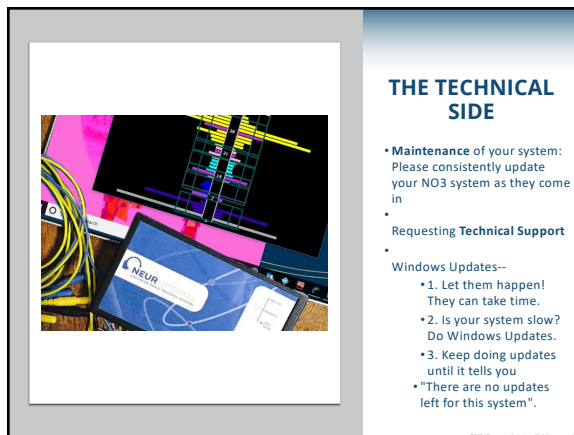 THE TECHNICAL
SIDE
• Maintenance of your system:
Please consistently update
your NO3 system as they come
in
•
Requesting Technical Support
•
Windows Updates--
• 1. Let them happen!
They can take time.
• 2. Is your system slow?
Do Windows Updates.
• 3. Keep doing updates
until it tells you
• "There are no updates
left for this system".
NEUROPTIMAL